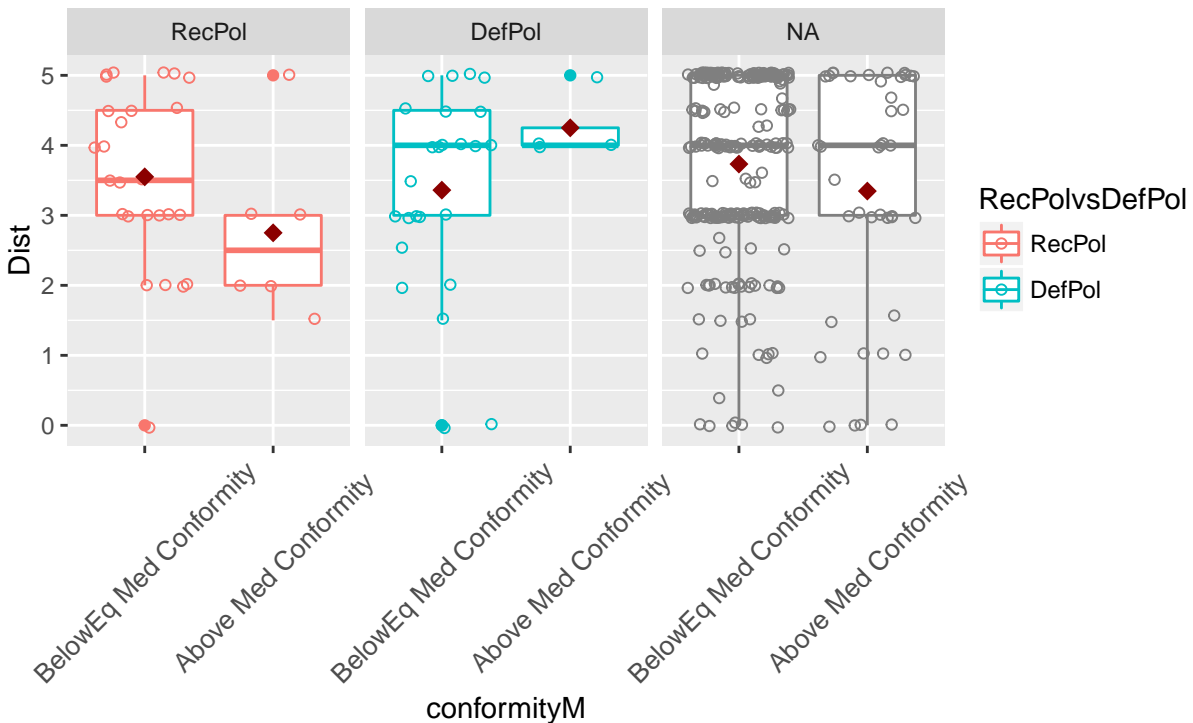 RecPol
DefPol
NA
Dist
5
4
3
2
1
0
BelowEq Med Conformity
Above Med Conformity
BelowEq Med Conformity
Above Med Conformity
BelowEq Med Conformity
Above Med Conformity
conformityM
RecPolvsDefPol
RecPol
DefPol